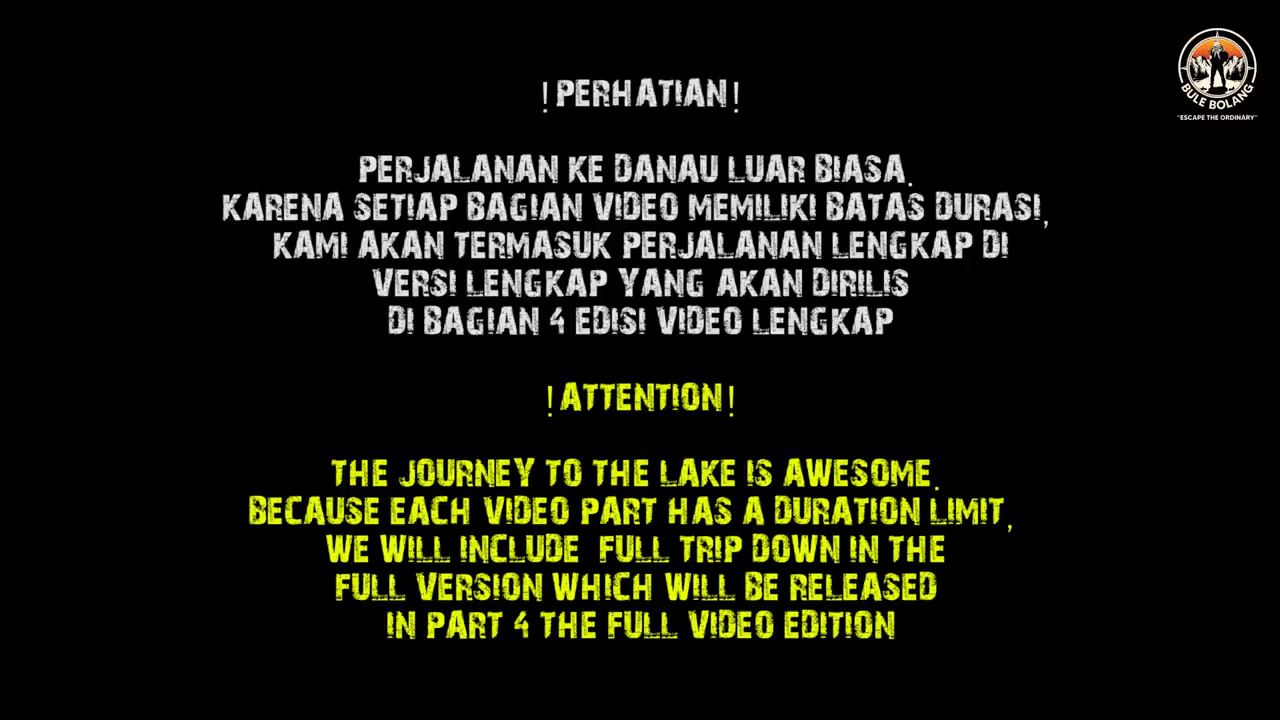 ! PERHATIAN !
BULE BOLANG
"ESCAPE THE ORDINARY"
PERJALANAN KE DANAU LUAR BIASA.
KARENA SETIAP BAGIAN VIDEO MEMILIKI BATAS DURASI,
KAMI AKAN TERMASUK PERJALANAN LENGKAP DI
VERSI LENGKAP YANG AKAN DIRILIS
DI BAGIAN 4 EDISI VIDEO LENGKAP
! ATTENTION !
THE JOURNEY TO THE LAKE IS AWESOME.
BECAUSE EACH VIDEO PART HAS A DURATION LIMIT,
WE WILL INCLUDE FULL TRIP DOWN IN THE
FULL VERSION WHICH WILL BE RELEASED
IN PART 4 THE FULL VIDEO EDITION